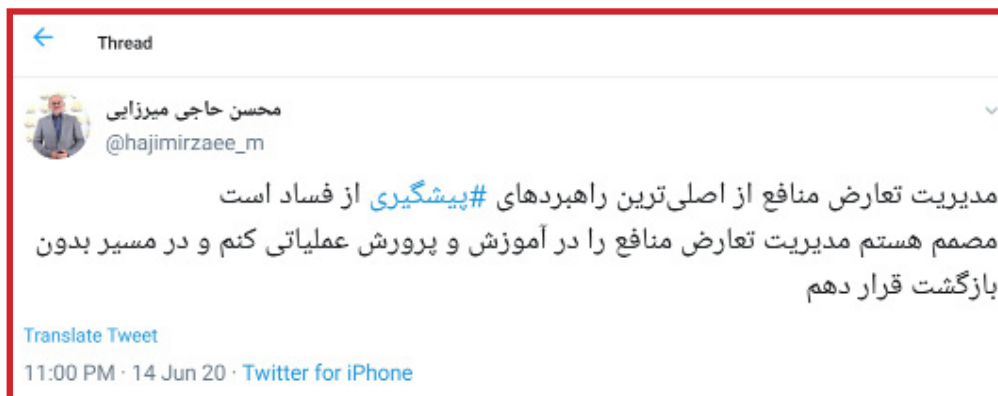 Thread
محسن حاجی میرزایی
@hajimirzaee_m
مدیریت تعارض منافع از اصلی‌ترین راهبردهای #پیشگیری از فساد است
مصمم هستم مدیریت تعارض منافع را در آموزش و پرورش عملیاتی کنم و در مسیر بدون
بازگشت قرار دهم
Translate Tweet
11:00 PM · 14 Jun 20 · Twitter for iPhone